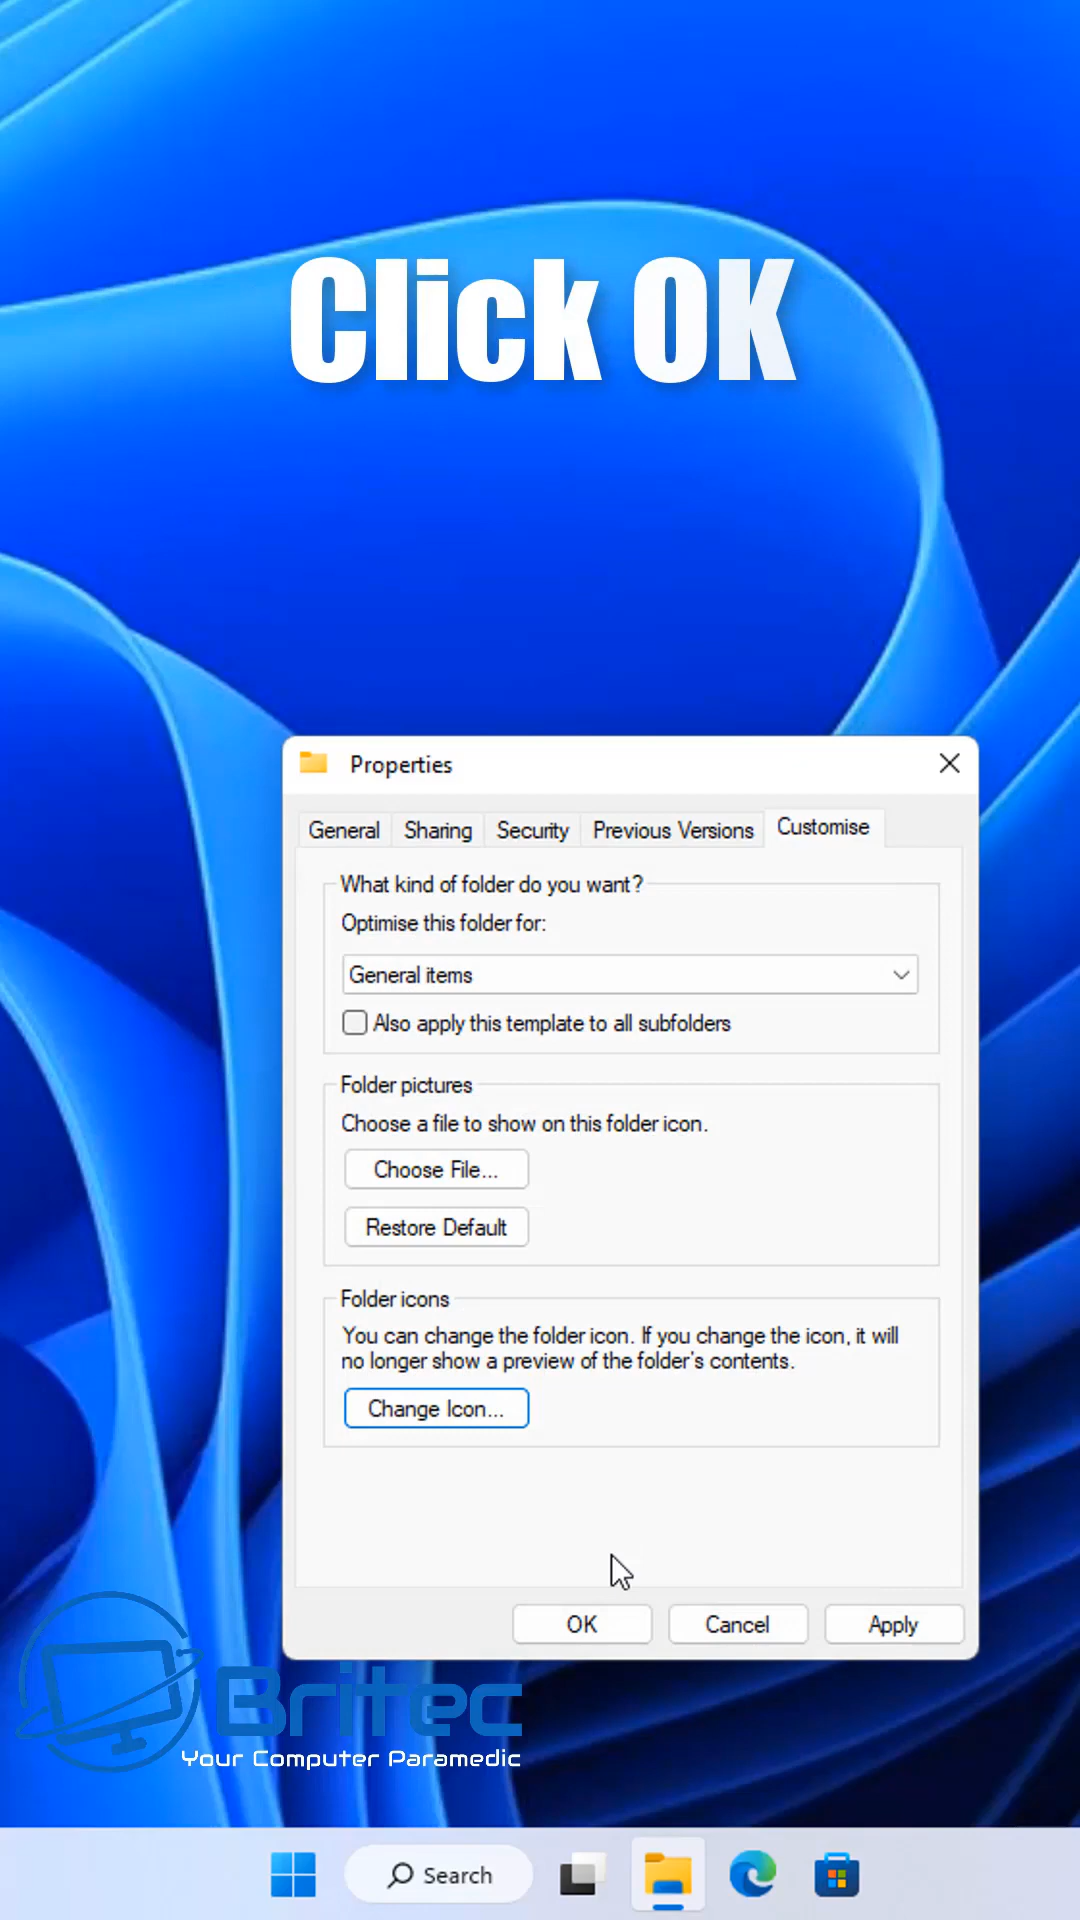 Click OK
Properties
General Sharing Security Previous Versions Customise
What kind of folder do you want?
Optimise this folder for:
General items
Also apply this template to all subfolders
Folder pictures
Choose a file to show on this folder icon.
Choose File...
Restore Default
Folder icons
You can change the folder icon. If you change the icon, it will
no longer show a preview of the folder's contents.
Change Icon...
OK Cancel Apply
Britec
Your Computer Paramedic
Search